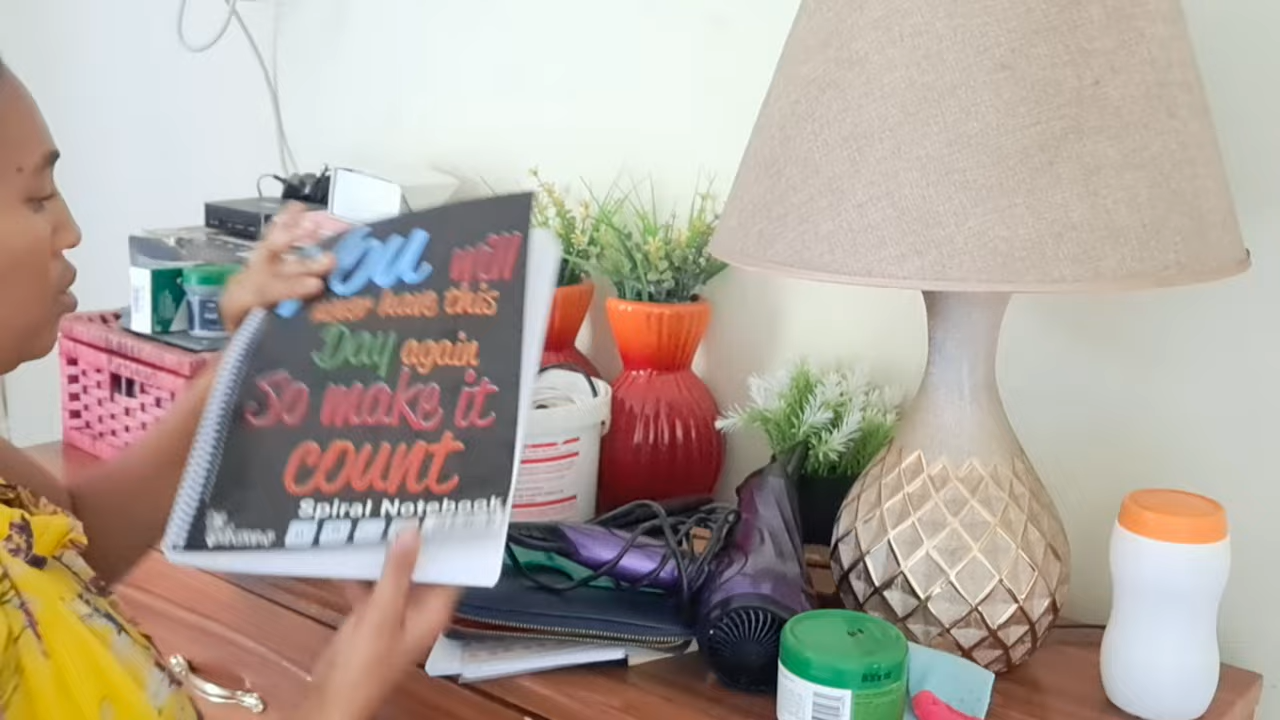 You will
never have this
Day again
So make it
count
Spiral Notebook